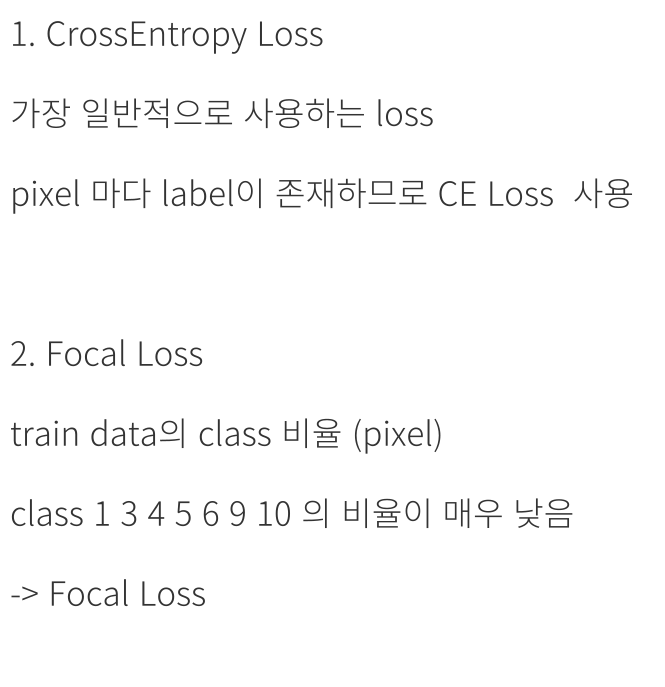 1. CrossEntropy Loss
가장 일반적으로 사용하는 loss
pixel 마다 label이 존재하므로 CE Loss  사용
2. Focal Loss
train data의 class 비율 (pixel)
class 1 3 4 5 6 9 10 의 비율이 매우 낮음
-> Focal Loss